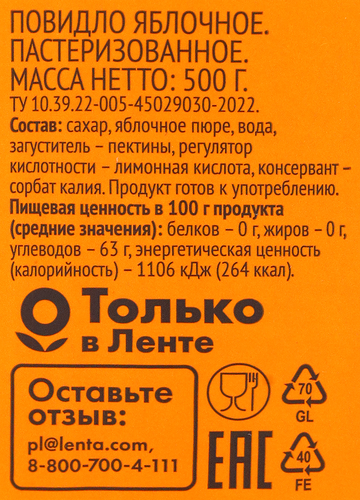 ПОВИДЛО ЯБЛОЧНОЕ.
ПАСТЕРИЗОВАННОЕ.
МАССА НЕТТО: 500 Г.
ТУ 10.39.22-005-45029030-2022.
Состав: сахар, яблочное пюре, вода,
загуститель – пектины, регулятор
кислотности – лимонная кислота, консервант –
сорбат калия. Продукт готов к употреблению.
Пищевая ценность в 100 г продукта
(средние значения): белков – 0 г, жиров – 0 г,
углеводов – 63 г, энергетическая ценность
(калорийность) – 1106 кДж (264 ккал).
Только
в Ленте
Оставьте
отзыв:
pl@lenta.com,
8-800-700-4-111
70
GL
EAC
40
FE